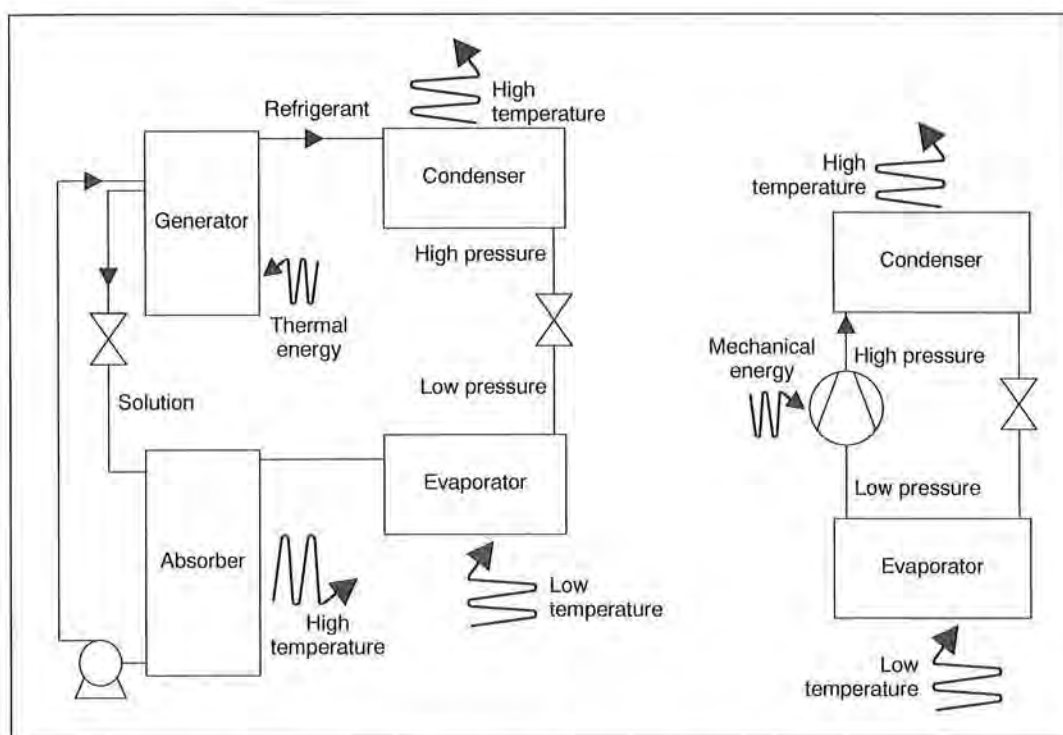 High
temperature
Refrigerant
Condenser
Generator
High pressure
Thermal
energy
Low pressure
Solution
Evaporator
Absorber
High
temperature
Low
temperature
High
temperature
Condenser
Mechanical
energy
High pressure
Low pressure
Evaporator
Low
temperature